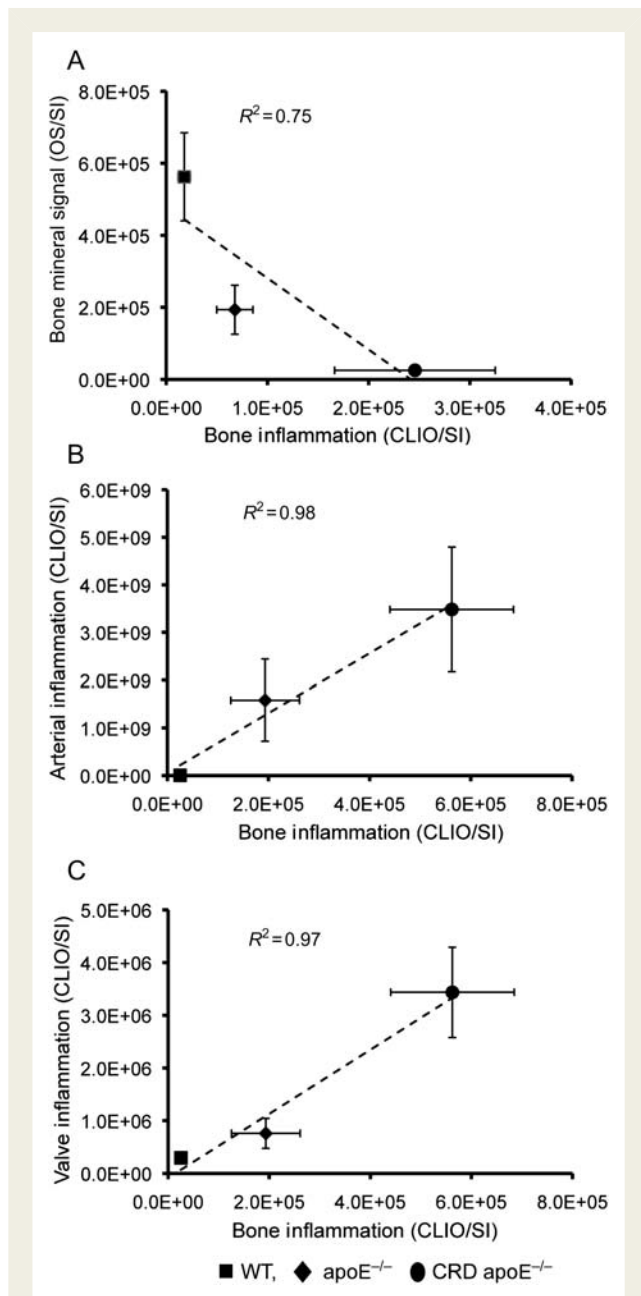 A
Bone mineral signal (OS/SI)
8.0E+05
6.0E+05
4.0E+05
2.0E+05
0.0E+00
R2=0.75
0.0E+00 1.0E+05 2.0E+05 3.0E+05 4.0E+05
Bone inflammation (CLIO/SI)
B
Arterial inflammation (CLIO/SI)
6.0E+09
5.0E+09
4.0E+09
3.0E+09
2.0E+09
1.0E+09
0.0E+00
R2=0.98
0.0E+00 2.0E+05 4.0E+05 6.0E+05 8.0E+05
Bone inflammation (CLIO/SI)
C
Valve inflammation (CLIO/SI)
5.0E+06
4.0E+06
3.0E+06
2.0E+06
1.0E+06
0.0E+00
R2=0.97
0.0E+00 2.0E+05 4.0E+05 6.0E+05 8.0E+05
Bone inflammation (CLIO/SI)
WT, apoE−/− CRD apoE−/−